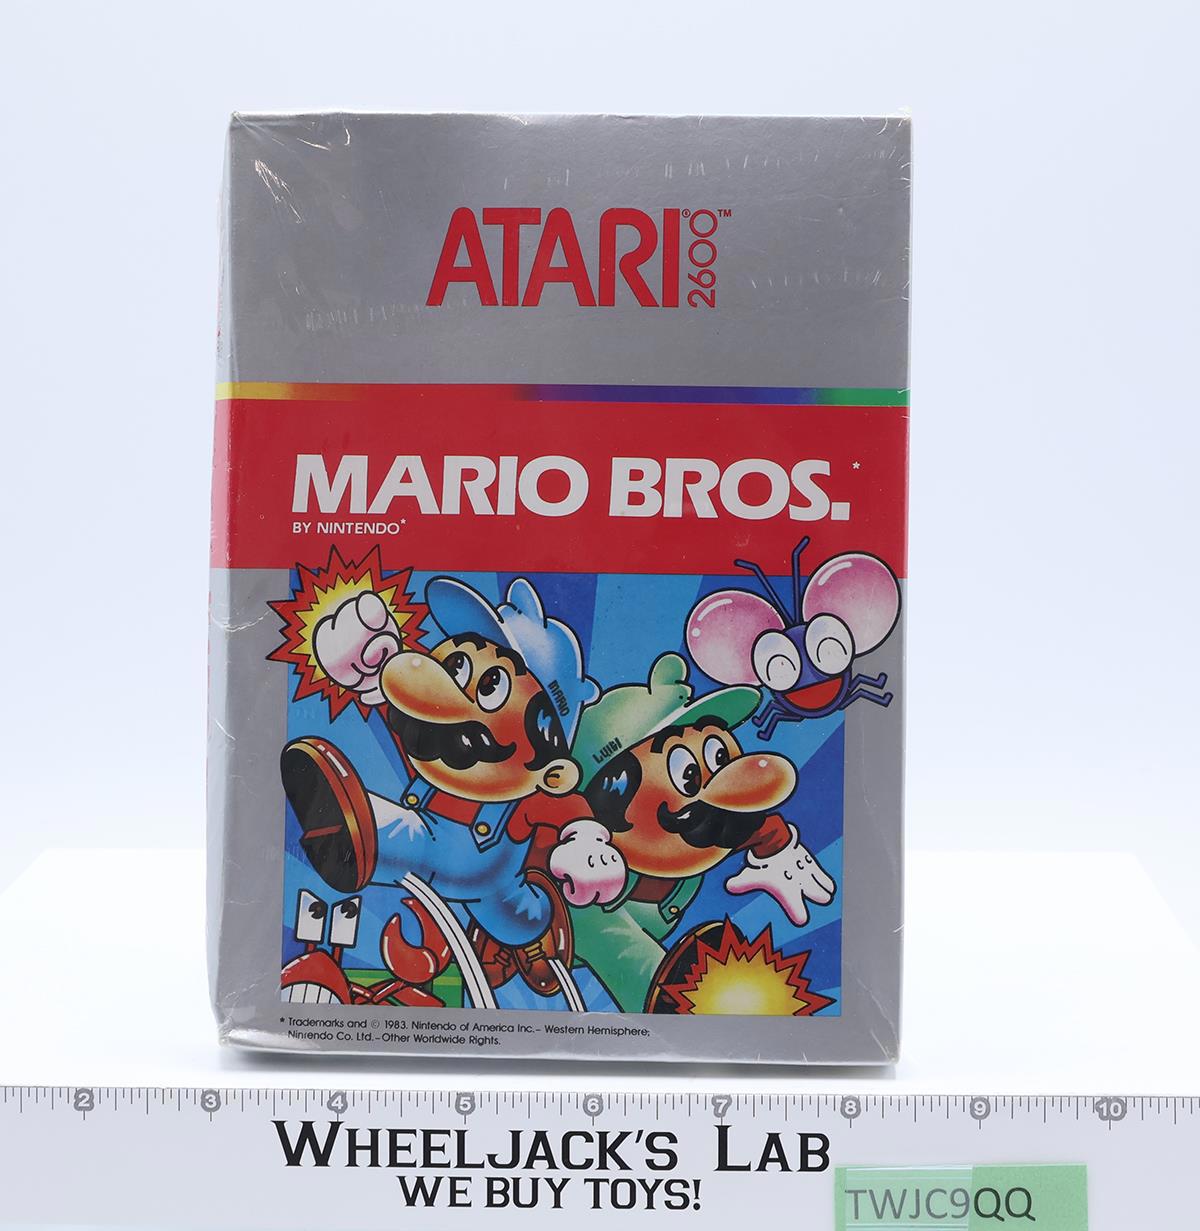 ATARI® 2600™
MARIO BROS.*
BY NINTENDO*
MARIO
LUIGI
* Trademarks and © 1983. Nintendo of America Inc.– Western Hemisphere;
Nintendo Co. Ltd.–Other Worldwide Rights.
2 3 4 5 6 7 8 9 10
WHEELJACK'S LAB
WE BUY TOYS!
TWJC9QQ